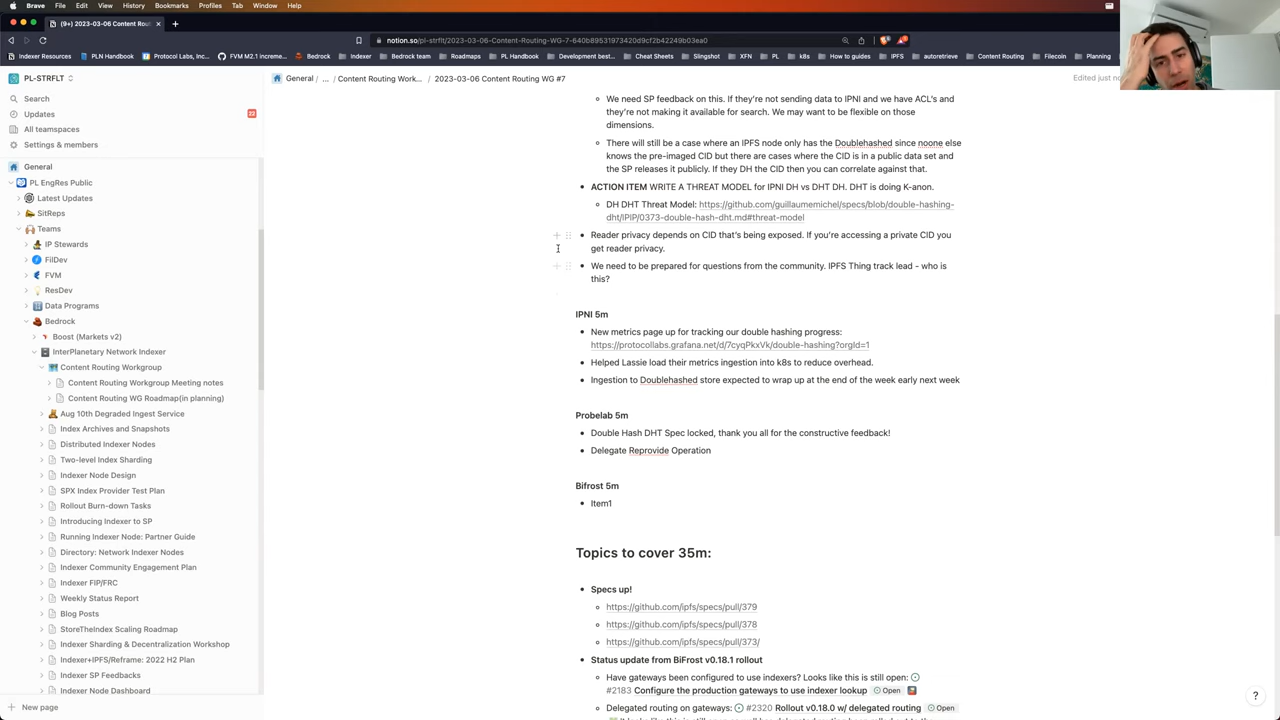 Brave File Edit View History Bookmarks Profiles Tab Window Help
(9+) 2023-03-06 Content Rout
notion.so/pl-strflt/2023-03-06-Content-Routing-WG-7-640b89531973420d9cf2b42249b03ea0
Indexer Resources PLN Handbook Protocol Labs, Inc... FVM M2.1 increme... Bedrock Indexer Development best... Cheat Sheets Slingshot XFN PL k8s How to guides IPFS autoretrieve Content Routing Filecoin Planning
Bedrock team Roadmaps PL Handbook
PL-STRFLT
General / ... / Content Routing Work... / 2023-03-06 Content Routing WG #7
Edited just no
Search
Updates
22
All teamspaces
Settings & members
General
PL EngRes Public
Latest Updates
SitReps
Teams
IP Stewards
FilDev
FVM
ResDev
Data Programs
Bedrock
Boost (Markets v2)
InterPlanetary Network Indexer
Content Routing Workgroup
Content Routing Workgroup Meeting notes
Content Routing WG Roadmap(in planning)
Aug 10th Degraded Ingest Service
Index Archives and Snapshots
Distributed Indexer Nodes
Two-level Index Sharding
Indexer Node Design
SPX Index Provider Test Plan
Rollout Burn-down Tasks
Introducing Indexer to SP
Running Indexer Node: Partner Guide
Directory: Network Indexer Nodes
Indexer Community Engagement Plan
Indexer FIP/FRC
Weekly Status Report
Blog Posts
StoreTheIndex Scaling Roadmap
Indexer Sharding & Decentralization Workshop
Indexer+IPFS/Reframe: 2022 H2 Plan
Indexer SP Feedbacks
Indexer Node Dashboard
New page
We need SP feedback on this. If they're not sending data to IPNI and we have ACL's and
they're not making it available for search. We may want to be flexible on those
dimensions.
There will still be a case where an IPFS node only has the Doublehashed since noone else
knows the pre-imaged CID but there are cases where the CID is in a public data set and
the SP releases it publicly. If they DH the CID then you can correlate against that.
ACTION ITEM WRITE A THREAT MODEL for IPNI DH vs DHT DH. DHT is doing K-anon.
DH DHT Threat Model: https://github.com/guillaumemichel/specs/blob/double-hashing-
dht/IPIP/0373-double-hash-dht.md#threat-model
Reader privacy depends on CID that's being exposed. If you're accessing a private CID you
get reader privacy.
We need to be prepared for questions from the community. IPFS Thing track lead - who is
this?
IPNI 5m
New metrics page up for tracking our double hashing progress:
https://protocollabs.grafana.net/d/7cyqPkxVk/double-hashing?orgId=1
Helped Lassie load their metrics ingestion into k8s to reduce overhead.
Ingestion to Doublehashed store expected to wrap up at the end of the week early next week
Probelab 5m
Double Hash DHT Spec locked, thank you all for the constructive feedback!
Delegate Reprovide Operation
Bifrost 5m
Item1
Topics to cover 35m:
Specs up!
https://github.com/ipfs/specs/pull/379
https://github.com/ipfs/specs/pull/378
https://github.com/ipfs/specs/pull/373/
Status update from BiFrost v0.18.1 rollout
Have gateways been configured to use indexers? Looks like this is still open:
#2183 Configure the production gateways to use indexer lookup Open
Delegated routing on gateways: #2320 Rollout v0.18.0 w/ delegated routing Open